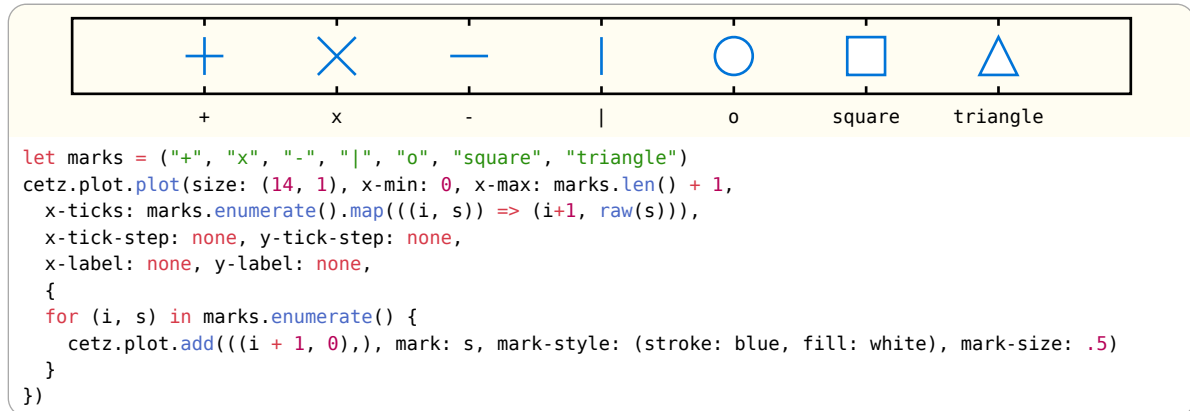 + x - | o square triangle
let marks = ("+", "x", "-", "|", "o", "square", "triangle")
cetz.plot.plot(size: (14, 1), x-min: 0, x-max: marks.len() + 1,
  x-ticks: marks.enumerate().map(((i, s)) => (i+1, raw(s))),
  x-tick-step: none, y-tick-step: none,
  x-label: none, y-label: none,
  {
  for (i, s) in marks.enumerate() {
    cetz.plot.add(((i + 1, 0),), mark: s, mark-style: (stroke: blue, fill: white), mark-size: .5)
  }
})